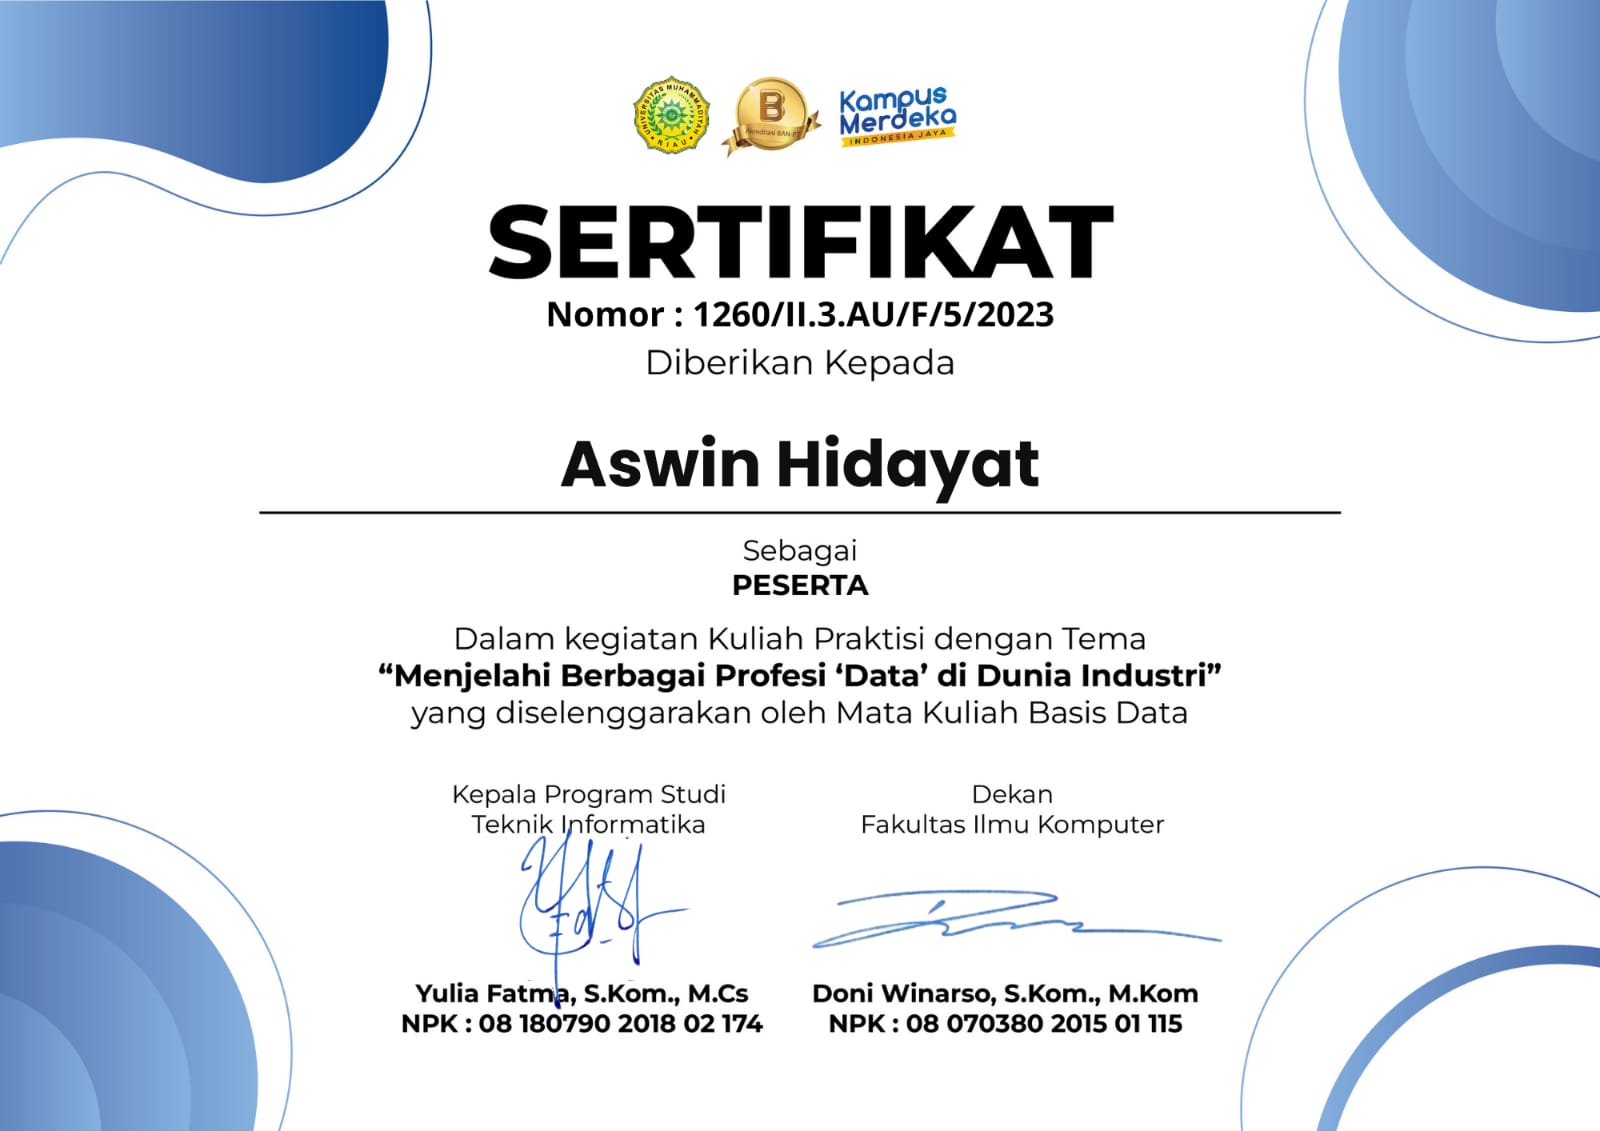 UNIVERSITAS MUHAMMADIYAH
RIAU
B
Akreditasi BAN-PT
Kampus
Merdeka
INDONESIA JAYA
SERTIFIKAT
Nomor : 1260/II.3.AU/F/5/2023
Diberikan Kepada
Aswin Hidayat
Sebagai
PESERTA
Dalam kegiatan Kuliah Praktisi dengan Tema
“Menjelahi Berbagai Profesi ‘Data’ di Dunia Industri”
yang diselenggarakan oleh Mata Kuliah Basis Data
Kepala Program Studi
Teknik Informatika
Dekan
Fakultas Ilmu Komputer
Yulia Fatma, S.Kom., M.Cs
NPK : 08 180790 2018 02 174
Doni Winarso, S.Kom., M.Kom
NPK : 08 070380 2015 01 115